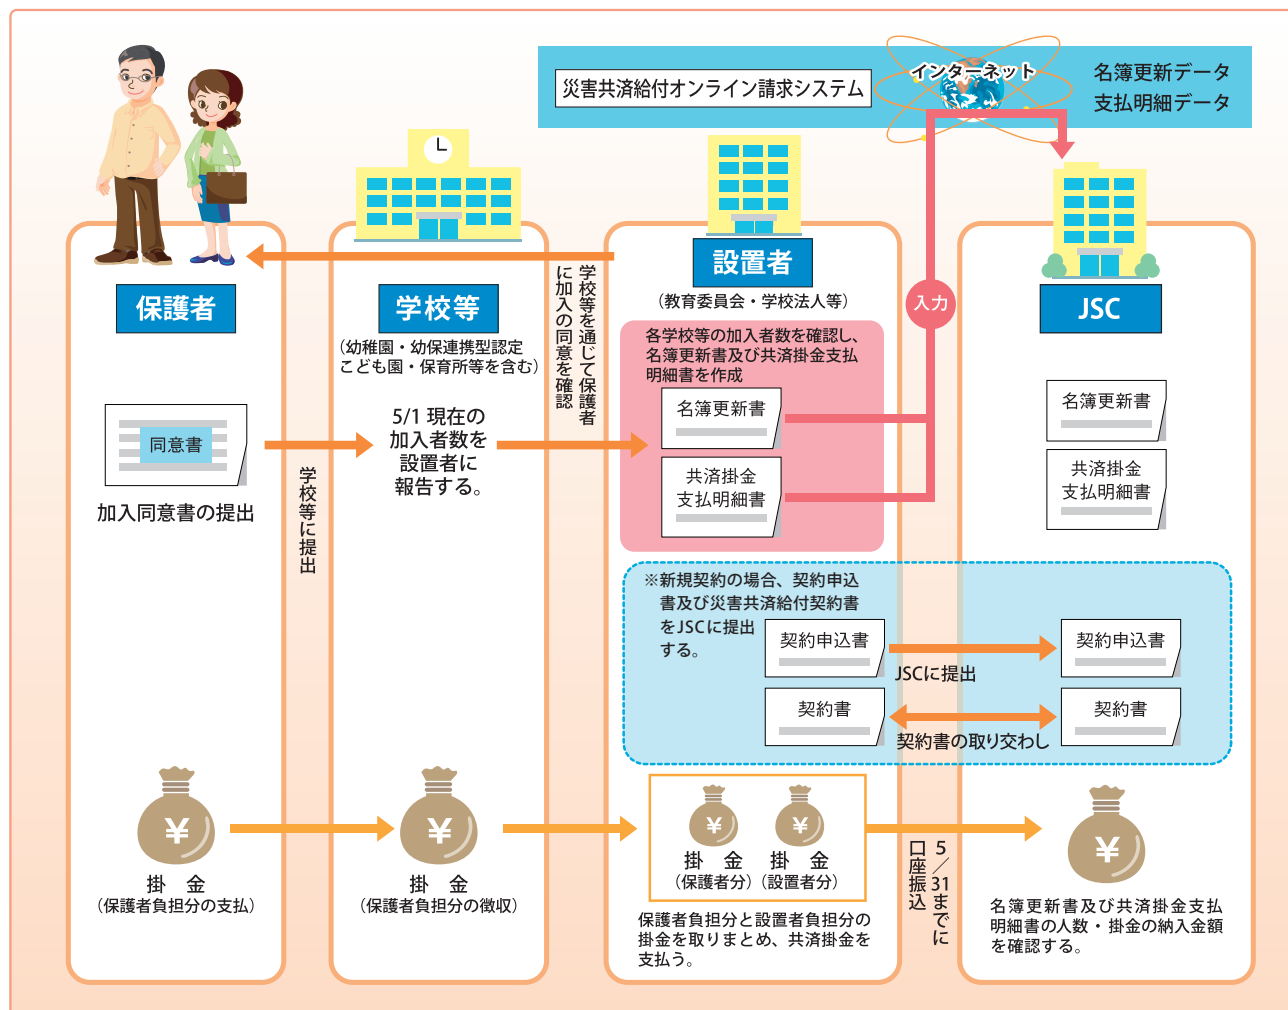 災害共済給付オンライン請求システム
インターネット
名簿更新データ
支払明細データ
保護者
学校等
(幼稚園・幼保連携型認定
こども園・保育所等を含む)
設置者
(教育委員会・学校法人等)
JSC
入力
学校等を通じて保護者
に加入の同意を確認
同意書
加入同意書の提出
学校等に提出
5/1 現在の
加入者数を
設置者に
報告する。
各学校等の加入者数を確認し、
名簿更新書及び共済掛金支払
明細書を作成
名簿更新書
共済掛金
支払明細書
名簿更新書
共済掛金
支払明細書
※新規契約の場合、契約申込
書及び災害共済給付契約書
をJSCに提出
する。
契約申込書
JSCに提出
契約申込書
契約書
契約書の取り交わし
契約書
¥
掛 金
(保護者負担分の支払)
¥
掛 金
(保護者負担分の徴収)
¥
掛 金
(保護者分)
¥
掛 金
(設置者分)
保護者負担分と設置者負担分の
掛金を取りまとめ、共済掛金を
支払う。
5/31までに
口座振込
¥
名簿更新書及び共済掛金支払
明細書の人数・掛金の納入金額
を確認する。